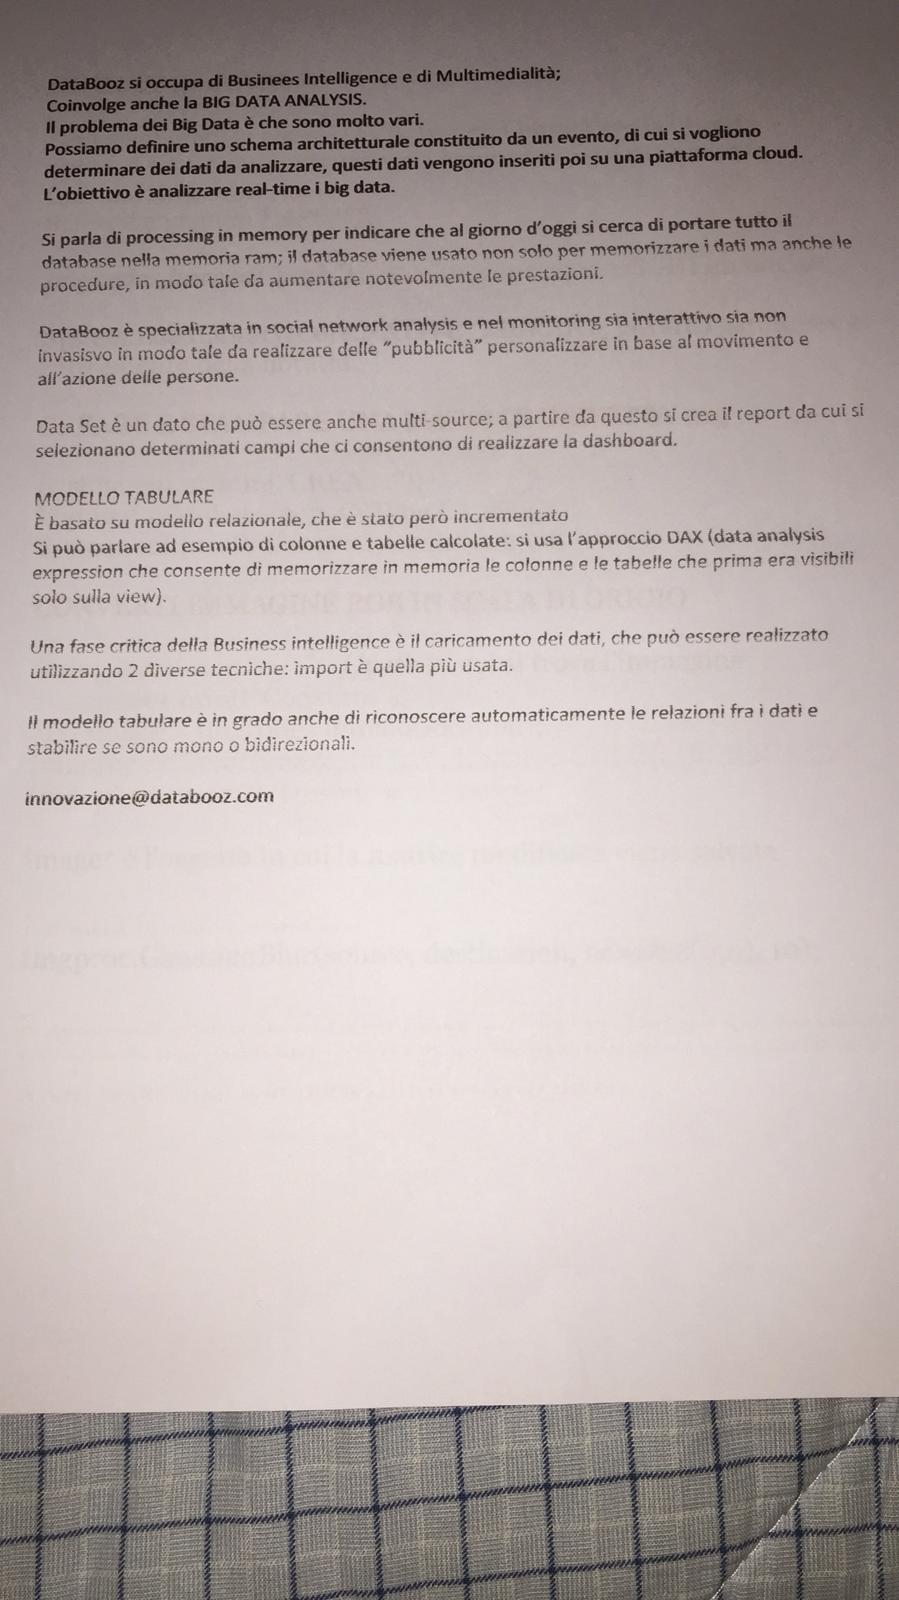 DataBooz si occupa di Businees Intelligence e di Multimedialità;
Coinvolge anche la BIG DATA ANALYSIS.
Il problema dei Big Data è che sono molto vari.
Possiamo definire uno schema architetturale constituito da un evento, di cui si vogliono
determinare dei dati da analizzare, questi dati vengono inseriti poi su una piattaforma cloud.
L'obiettivo è analizzare real-time i big data.
Si parla di processing in memory per indicare che al giorno d'oggi si cerca di portare tutto il
database nella memoria ram; il database viene usato non solo per memorizzare i dati ma anche le
procedure, in modo tale da aumentare notevolmente le prestazioni.
DataBooz è specializzata in social network analysis e nel monitoring sia interattivo sia non
invasisvo in modo tale da realizzare delle "pubblicità" personalizzare in base al movimento e
all'azione delle persone.
Data Set è un dato che può essere anche multi-source; a partire da questo si crea il report da cui si
selezionano determinati campi che ci consentono di realizzare la dashboard.
MODELLO TABULARE
È basato su modello relazionale, che è stato però incrementato
Si può parlare ad esempio di colonne e tabelle calcolate: si usa l'approccio DAX (data analysis
expression che consente di memorizzare in memoria le colonne e le tabelle che prima era visibili
solo sulla view).
Una fase critica della Business intelligence è il caricamento dei dati, che può essere realizzato
utilizzando 2 diverse tecniche: import è quella più usata.
Il modello tabulare è in grado anche di riconoscere automaticamente le relazioni fra i dati e
stabilire se sono mono o bidirezionali.
innovazione@databooz.com